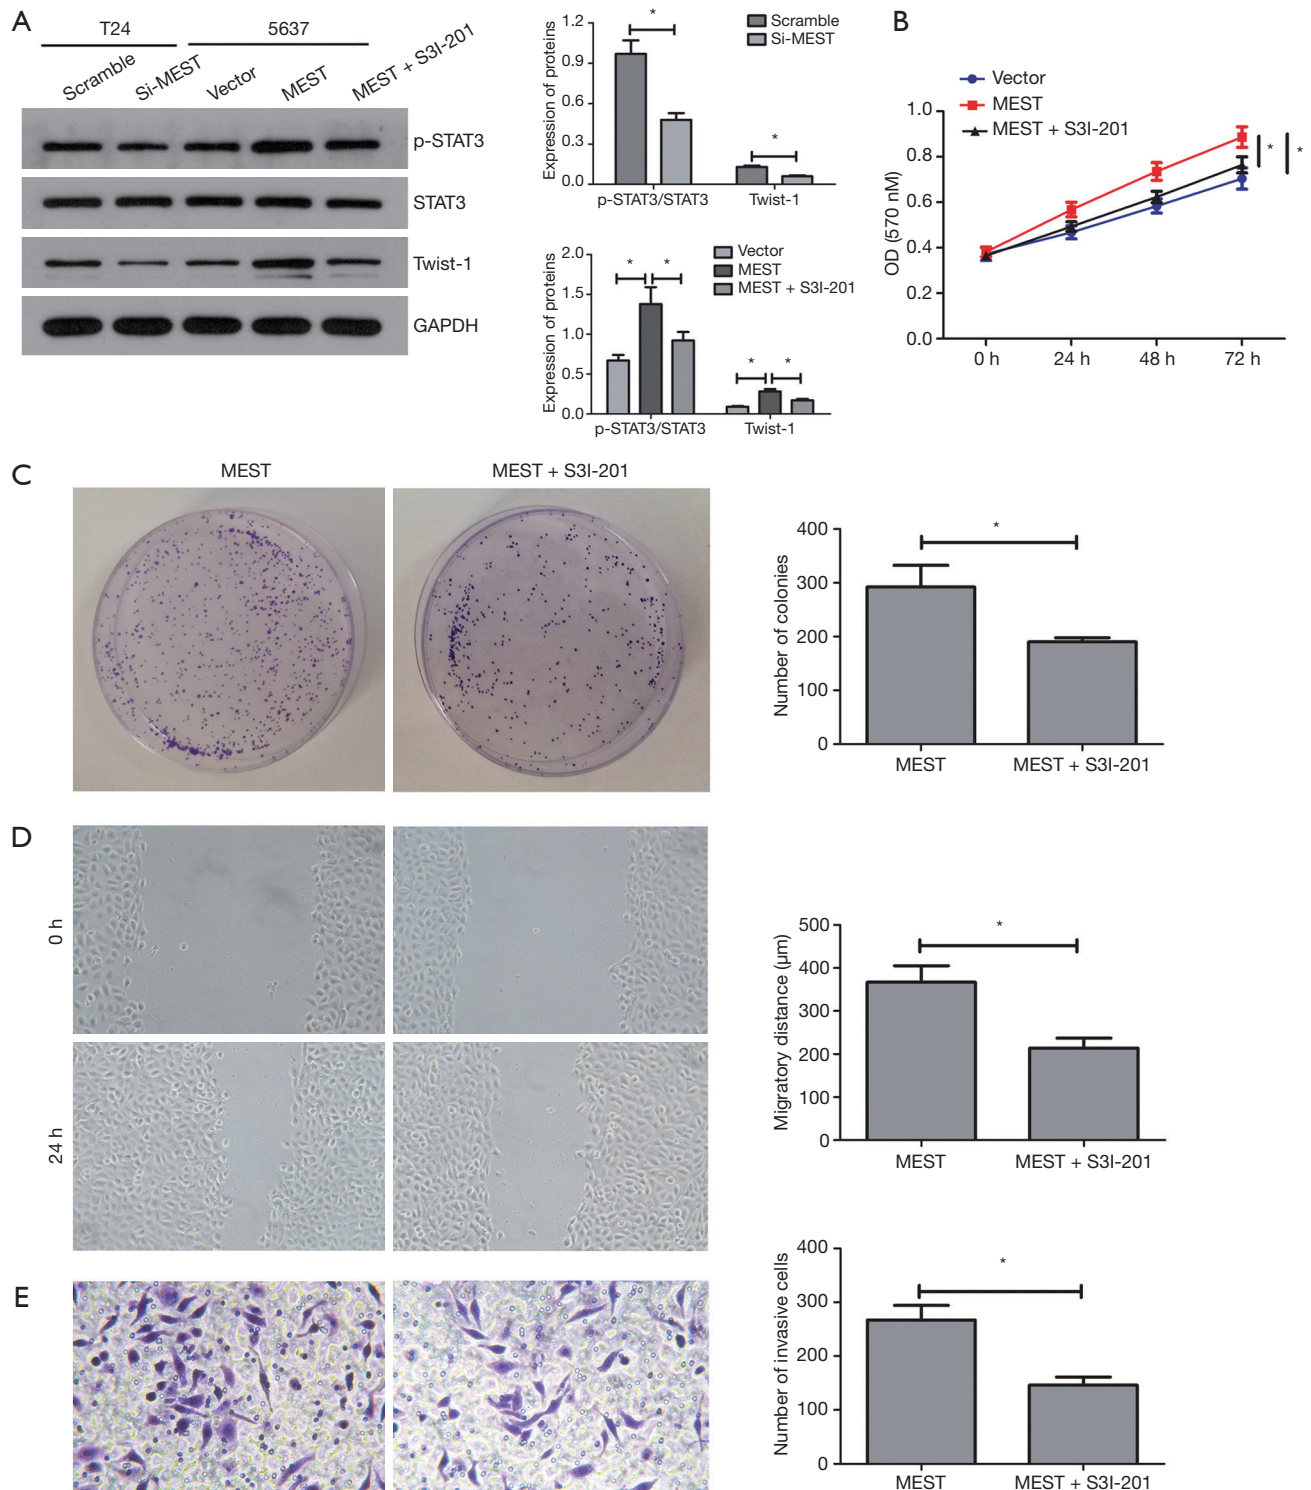 A
T24
5637
Scramble
Si-MEST
Vector
MEST
MEST + S3I-201
p-STAT3
STAT3
Twist-1
GAPDH
Expression of proteins
1.2
0.9
0.6
0.3
0.0
*
*
Scramble
Si-MEST
p-STAT3/STAT3
Twist-1
Expression of proteins
2.0
1.5
1.0
0.5
0.0
*
*
*
*
Vector
MEST
MEST + S3I-201
p-STAT3/STAT3
Twist-1
B
Vector
MEST
MEST + S3I-201
OD (570 nM)
1.0
0.8
0.6
0.4
0.2
0.0
*
*
0 h
24 h
48 h
72 h
C
MEST
MEST + S3I-201
Number of colonies
400
300
200
100
0
*
MEST
MEST + S3I-201
D
0 h
24 h
Migratory distance (μm)
500
400
300
200
100
0
*
MEST
MEST + S3I-201
E
Number of invasive cells
400
300
200
100
0
*
MEST
MEST + S3I-201